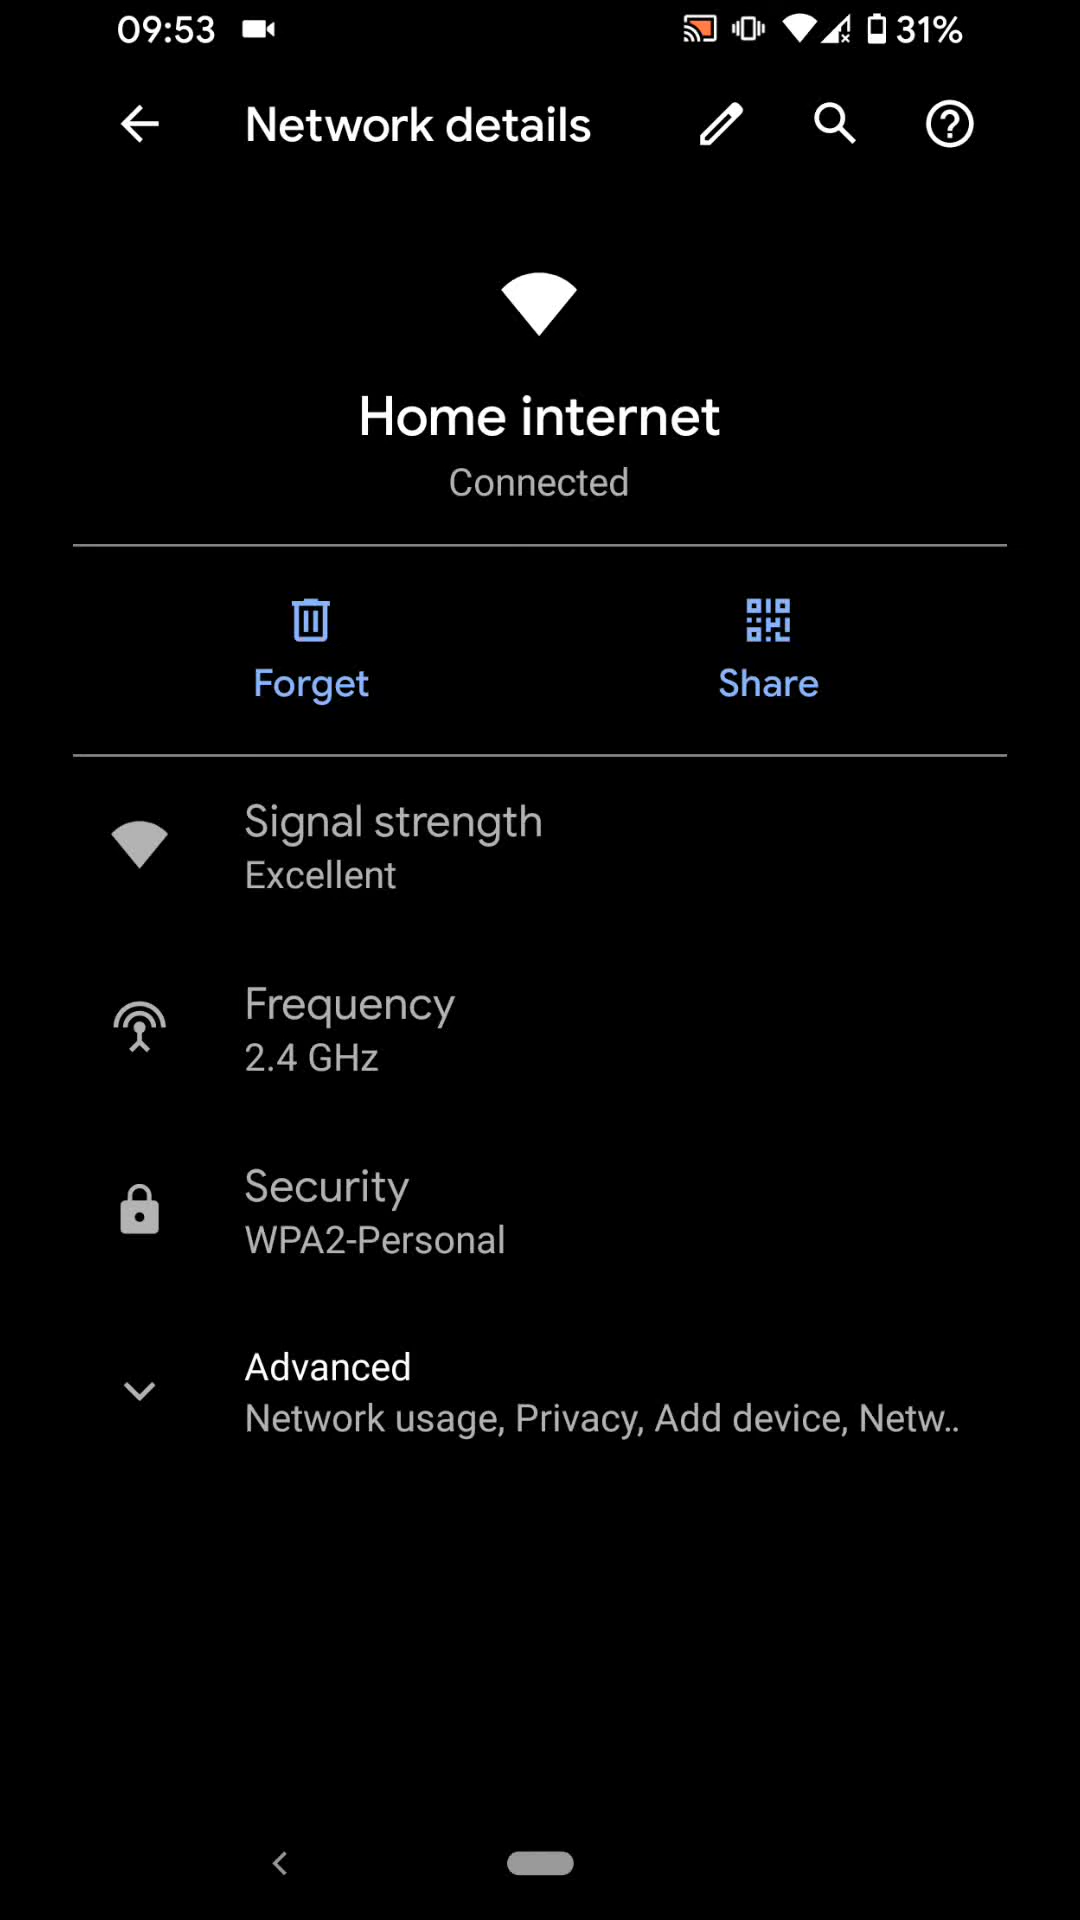 09:53 31%
Network details
Home internet
Connected
Forget Share
Signal strength
Excellent
Frequency
2.4 GHz
Security
WPA2-Personal
Advanced
Network usage, Privacy, Add device, Netw..